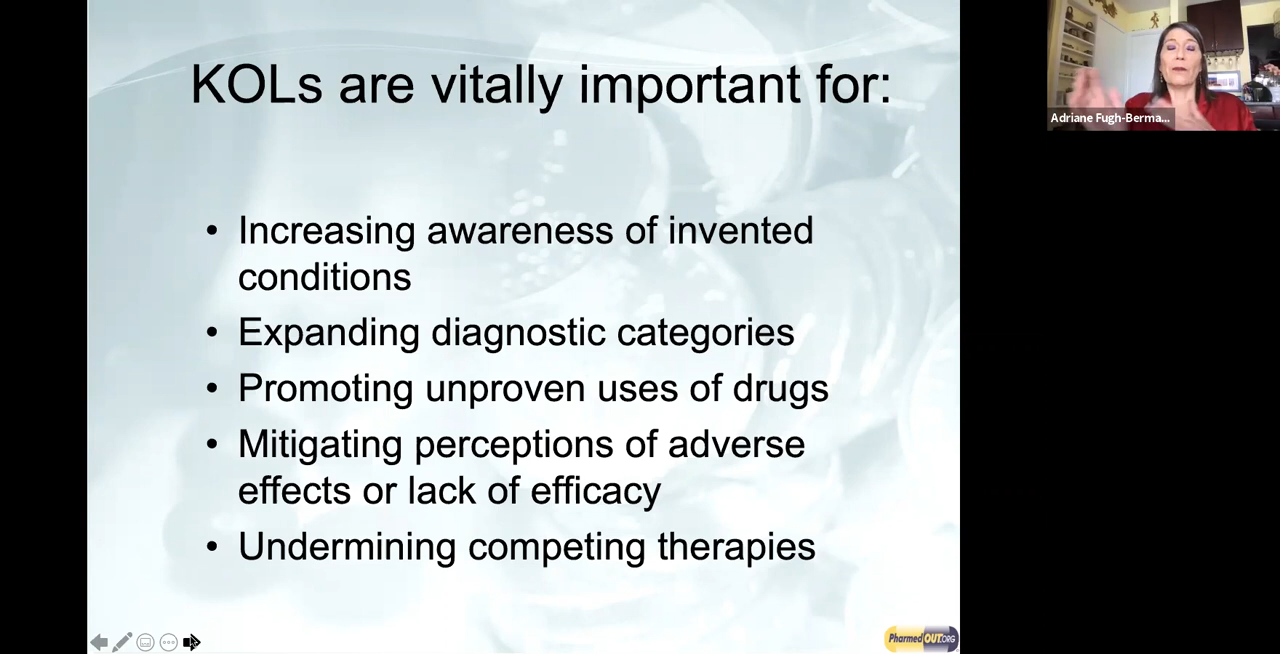 KOLs are vitally important for:
Adriane Fugh-Berma...
• Increasing awareness of invented
conditions
• Expanding diagnostic categories
• Promoting unproven uses of drugs
• Mitigating perceptions of adverse
effects or lack of efficacy
• Undermining competing therapies
PharmedOUT.ORG